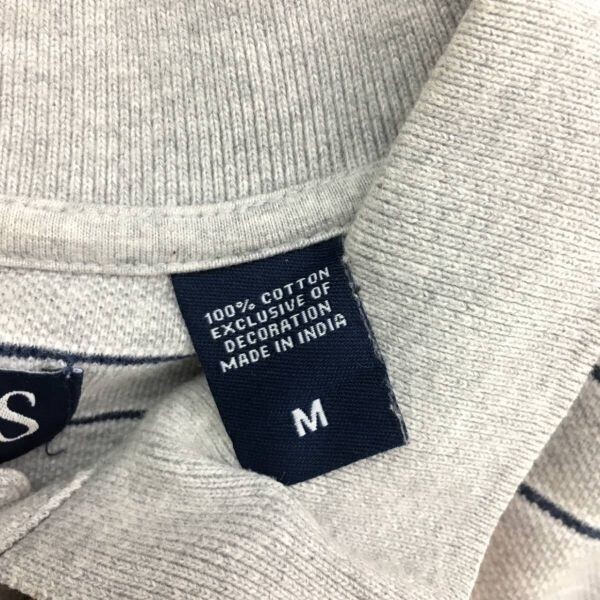 100% COTTON
EXCLUSIVE OF
DECORATION
MADE IN INDIA
M
S